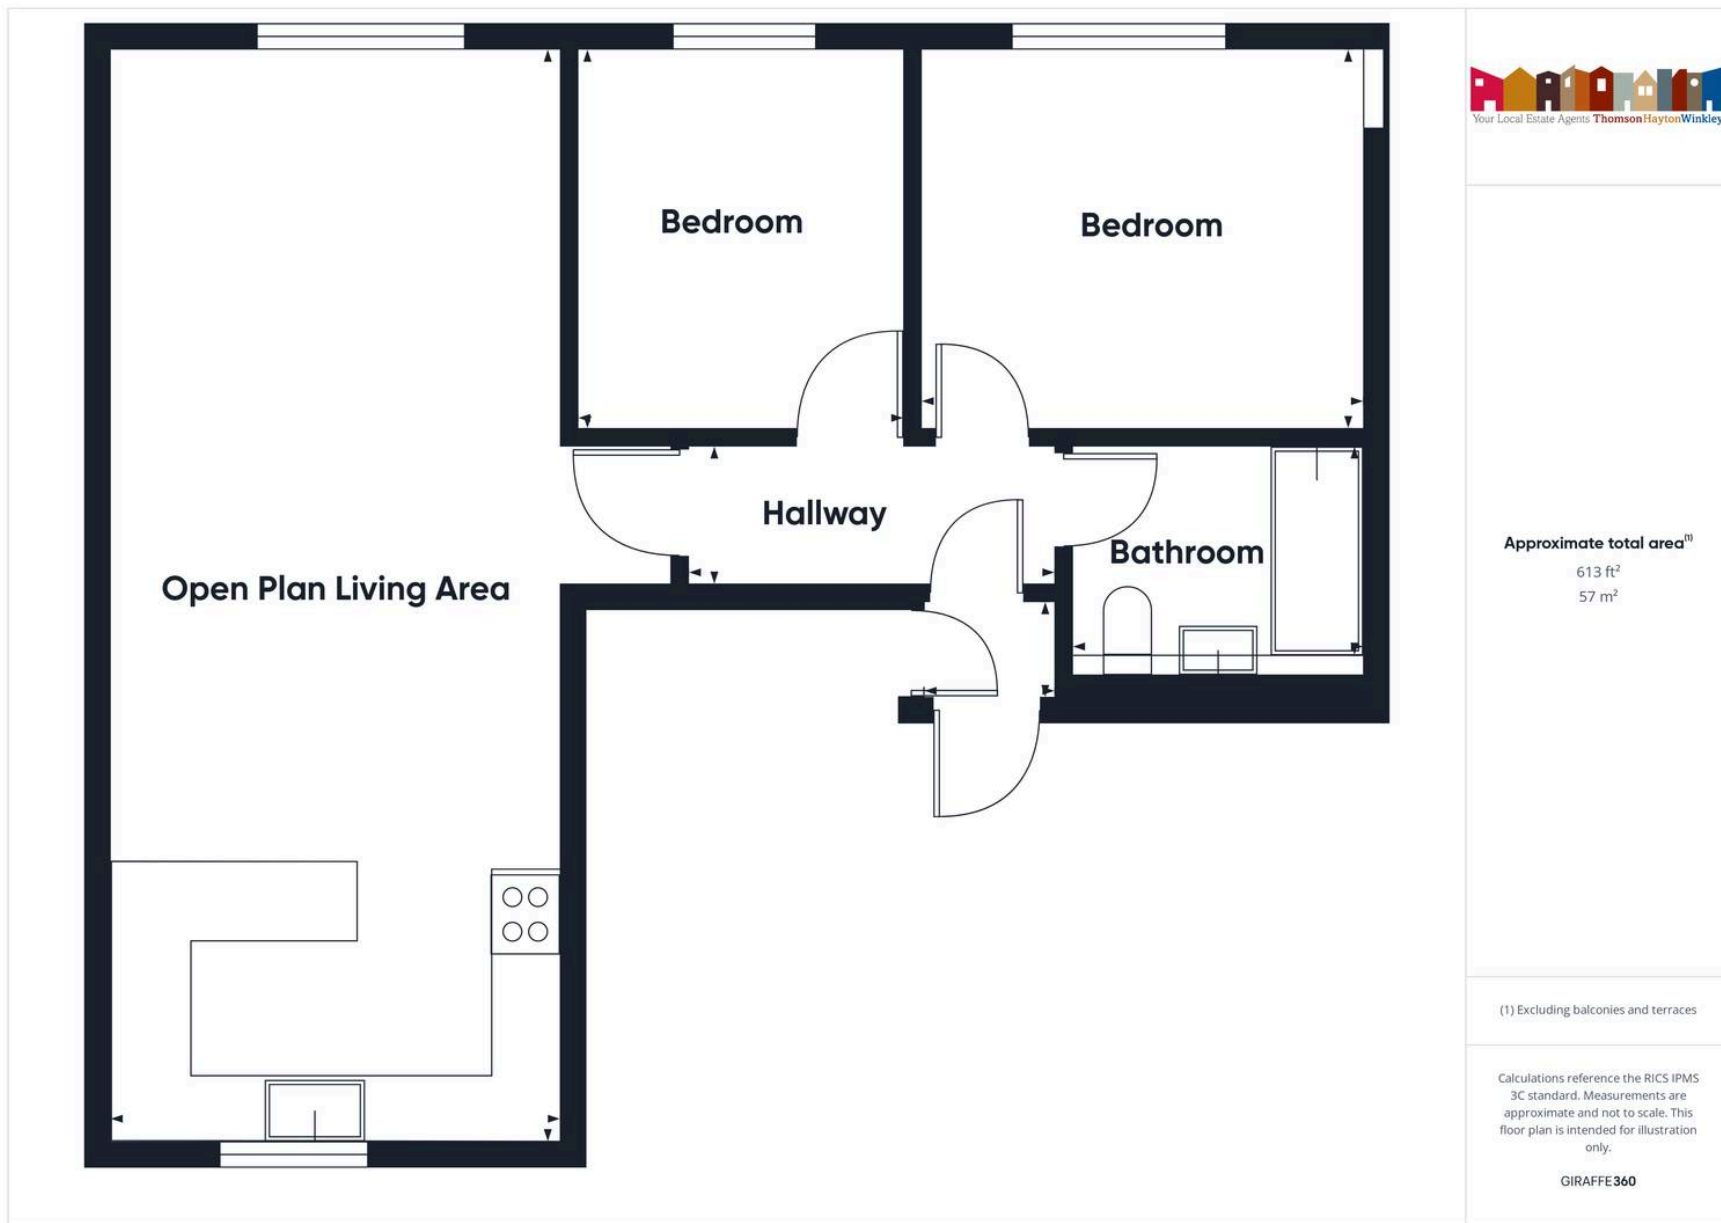 Bedroom
Bedroom
Hallway
Bathroom
Open Plan Living Area
Your Local Estate Agents ThomsonHaytonWinkley
Approximate total area(1)
613 ft²
57 m²
(1) Excluding balconies and terraces
Calculations reference the RICS IPMS
3C standard. Measurements are
approximate and not to scale. This
floor plan is intended for illustration
only.
GIRAFFE360